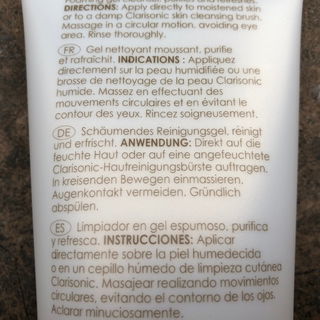 Foaming gel cleanser, purifies and refreshes.
DIRECTIONS: Apply directly to moistened skin
or to a damp Clarisonic skin cleansing brush.
Massage in a circular motion, avoiding eye
area. Rinse thoroughly.
FR Gel nettoyant moussant, purifie
et rafraîchit. INDICATIONS : Appliquez
directement sur la peau humidifiée ou une
brosse de nettoyage de la peau Clarisonic
humide. Massez en effectuant des
mouvements circulaires et en évitant le
contour des yeux. Rincez soigneusement.
DE Schäumendes Reinigungsgel, reinigt
und erfrischt. ANWENDUNG: Direkt auf die
feuchte Haut oder auf eine angefeuchtete
Clarisonic-Hautreinigungsbürste auftragen.
In kreisenden Bewegen einmassieren.
Augenkontakt vermeiden. Gründlich
abspülen.
ES Limpiador en gel espumoso, purifica
y refresca. INSTRUCCIONES: Aplicar
directamente sobre la piel humedecida
o en un cepillo húmedo de limpieza cutánea
Clarisonic. Masajear realizando movimientos
circulares, evitando el contorno de los ojos.
Aclarar minuciosamente.